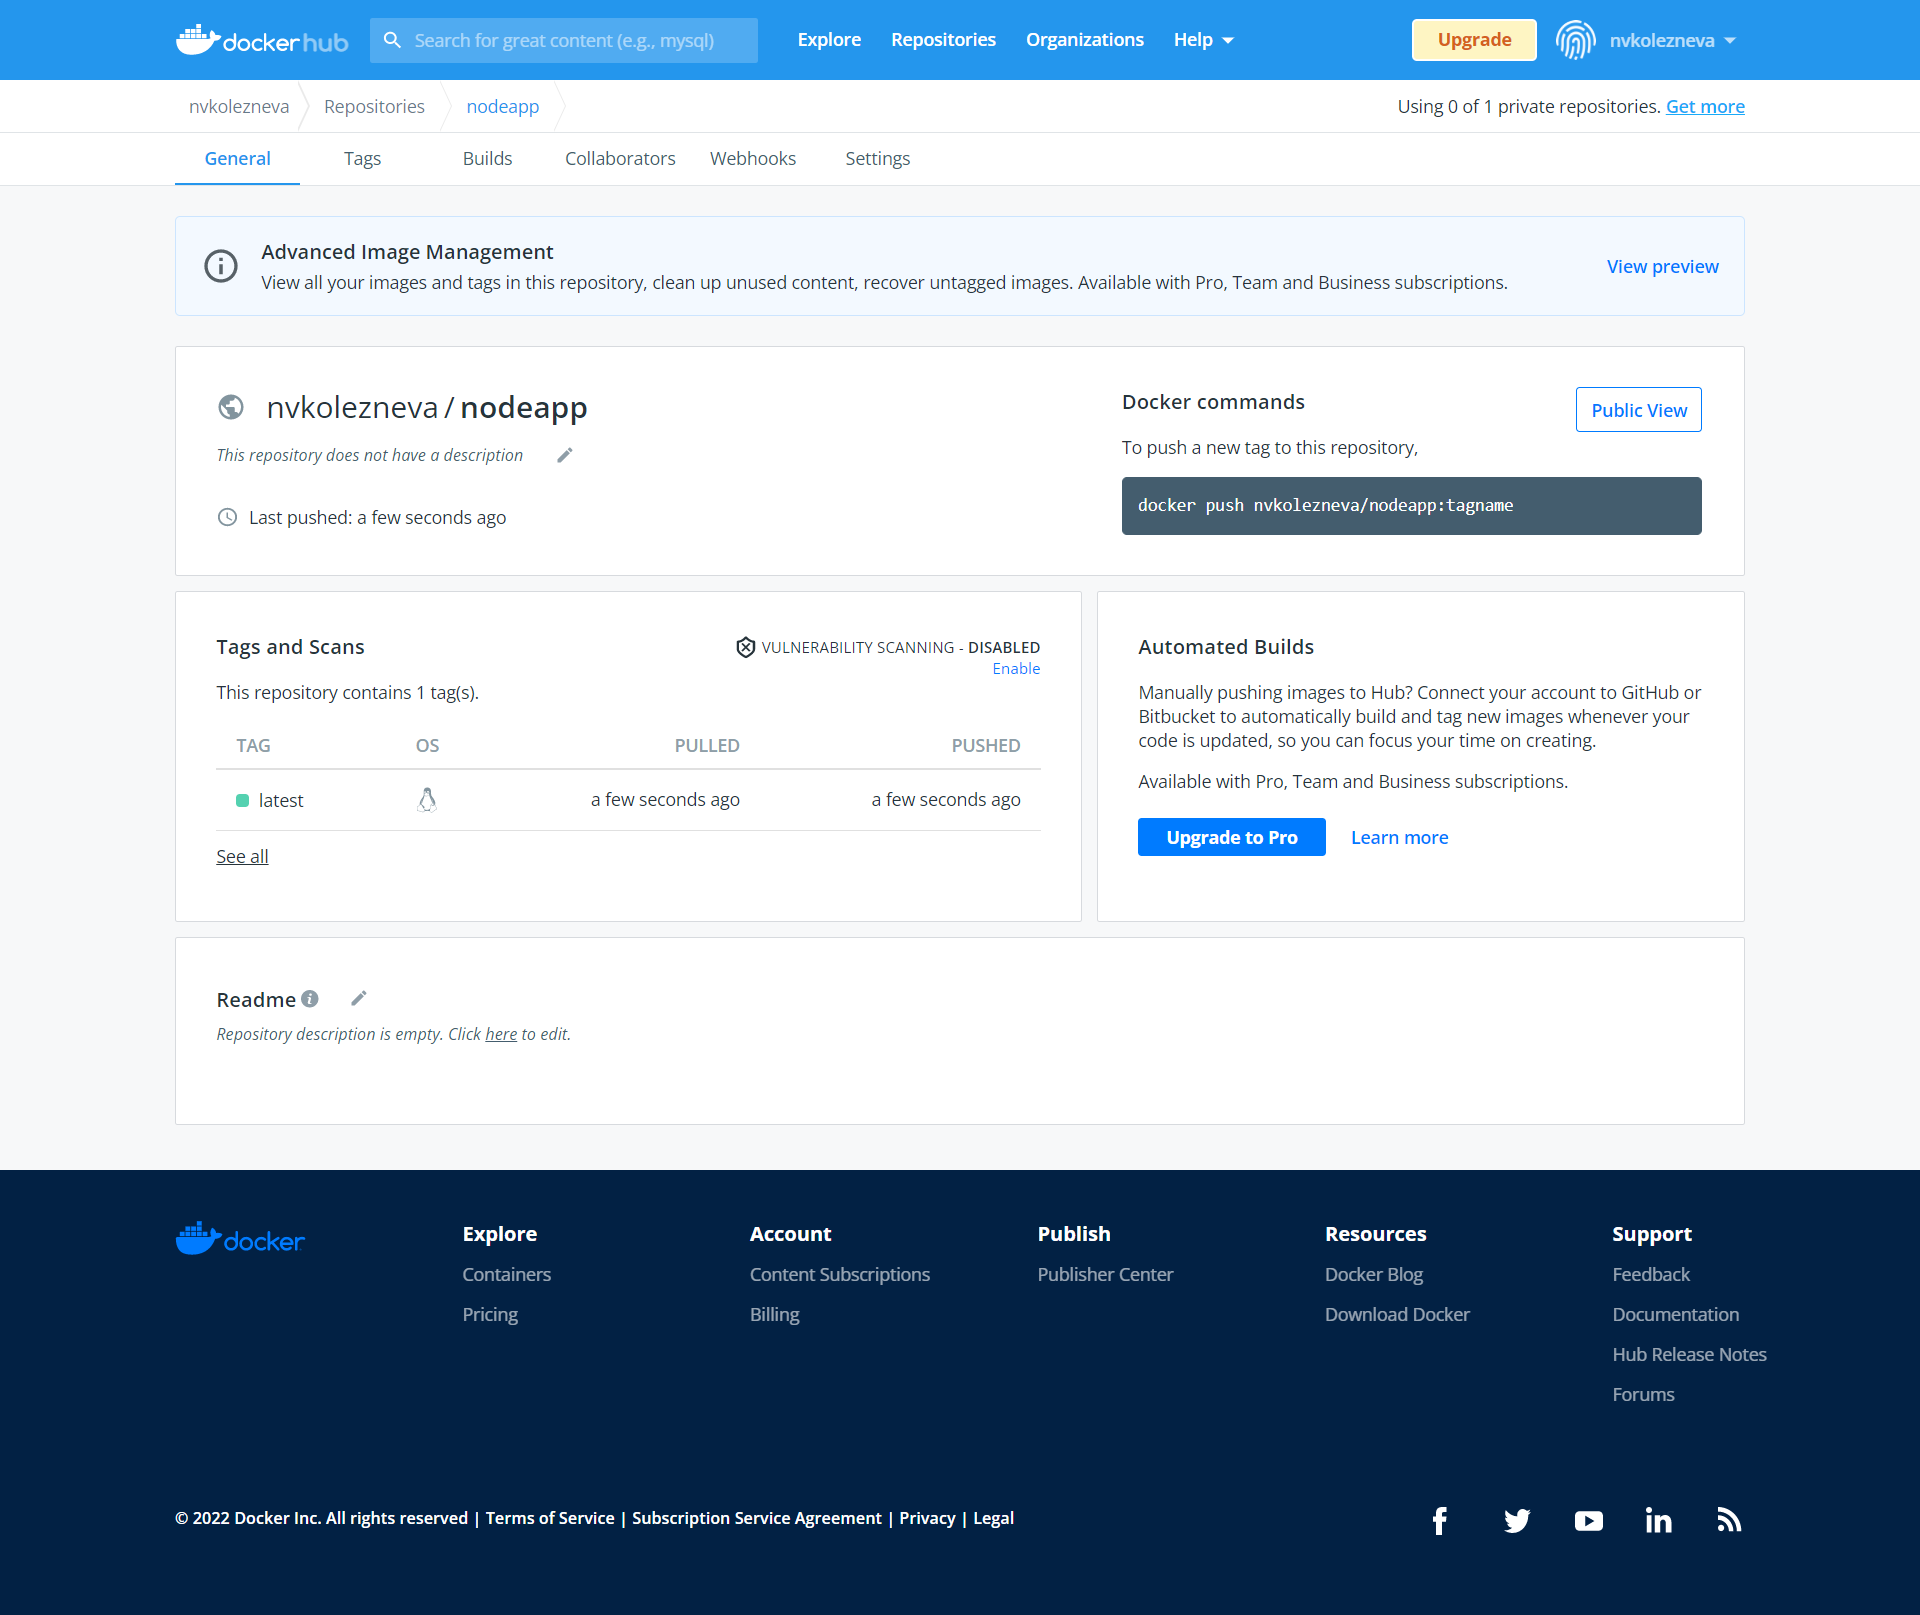 docker hub
Search for great content (e.g., mysql)
Explore
Repositories
Organizations
Help
Upgrade
nvkolezneva
nvkolezneva
Repositories
nodeapp
Using 0 of 1 private repositories. Get more
General
Tags
Builds
Collaborators
Webhooks
Settings
Advanced Image Management
View all your images and tags in this repository, clean up unused content, recover untagged images. Available with Pro, Team and Business subscriptions.
View preview
nvkolezneva / nodeapp
This repository does not have a description
Last pushed: a few seconds ago
Docker commands
Public View
To push a new tag to this repository,
docker push nvkolezneva/nodeapp:tagname
Tags and Scans
VULNERABILITY SCANNING - DISABLED
Enable
This repository contains 1 tag(s).
TAG OS PULLED PUSHED
latest a few seconds ago a few seconds ago
See all
Automated Builds
Manually pushing images to Hub? Connect your account to GitHub or
Bitbucket to automatically build and tag new images whenever your
code is updated, so you can focus your time on creating.
Available with Pro, Team and Business subscriptions.
Upgrade to Pro
Learn more
Readme
Repository description is empty. Click here to edit.
docker
Explore
Containers
Pricing
Account
Content Subscriptions
Billing
Publish
Publisher Center
Resources
Docker Blog
Download Docker
Support
Feedback
Documentation
Hub Release Notes
Forums
© 2022 Docker Inc. All rights reserved | Terms of Service | Subscription Service Agreement | Privacy | Legal